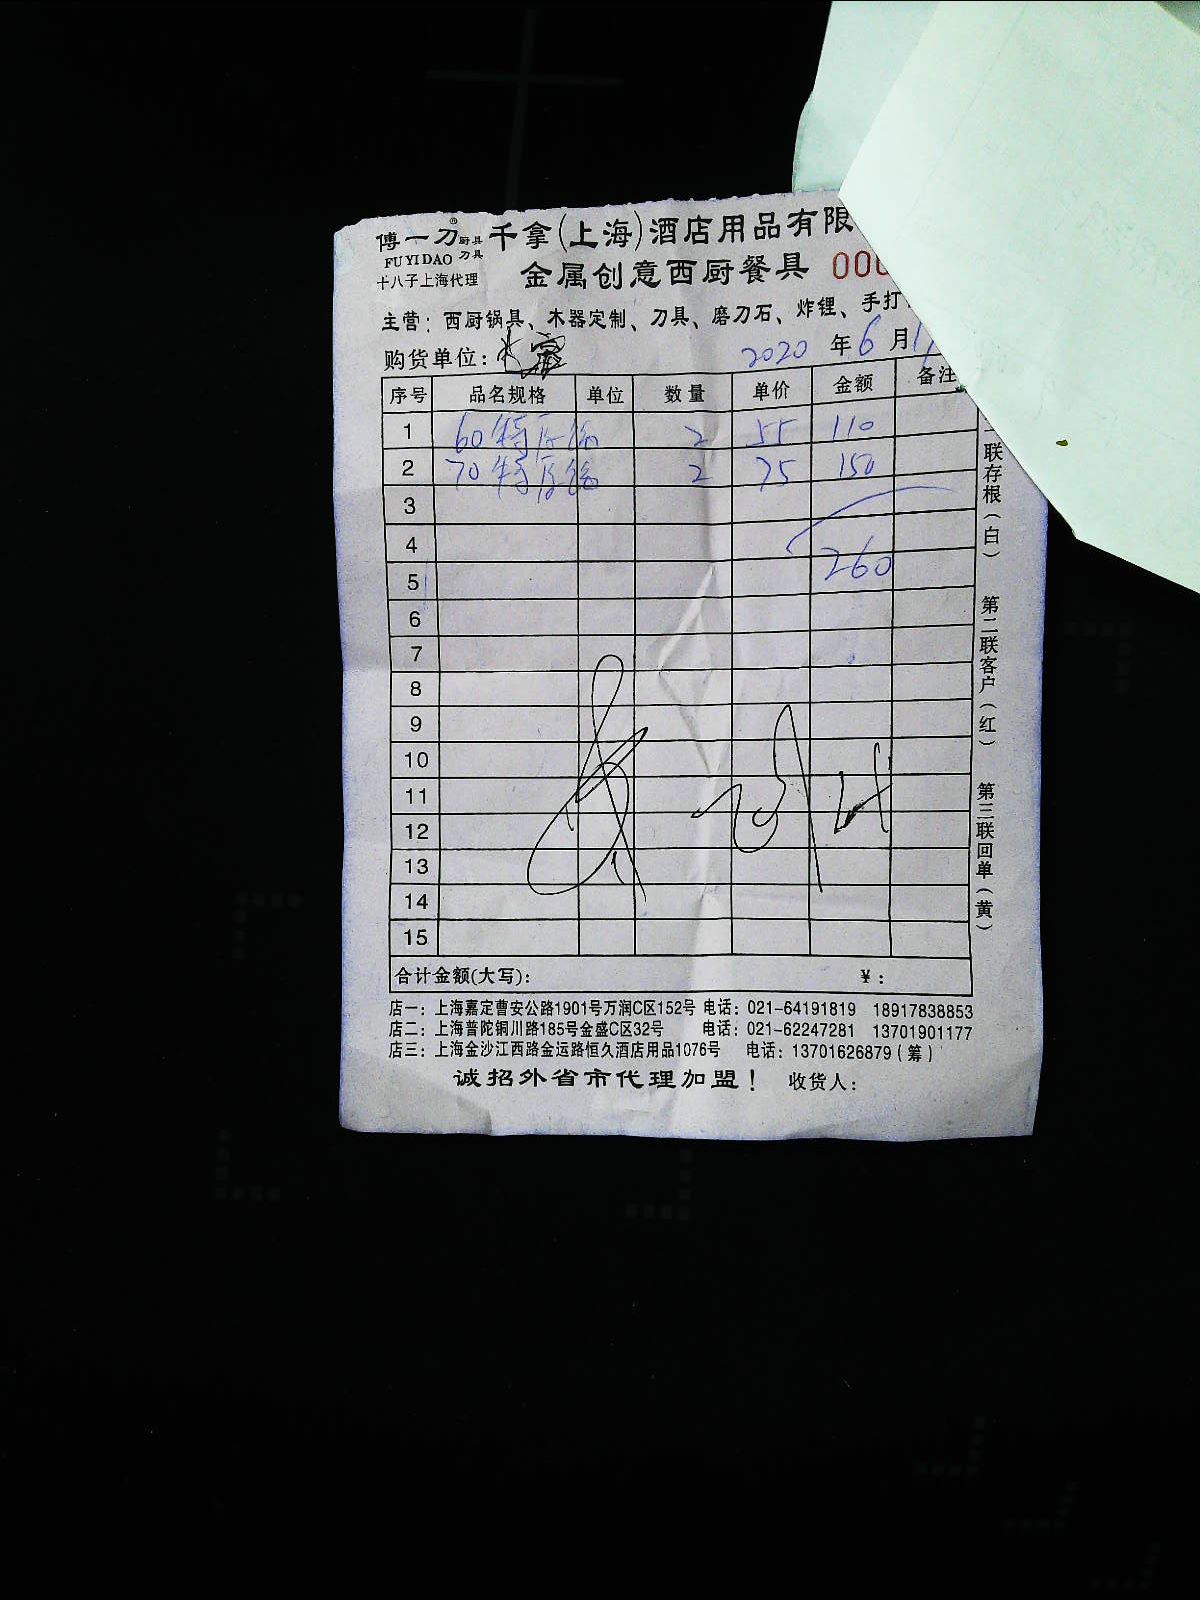 傅一刀® 厨具 刀具 千拿(上海)酒店用品有限
FU YI DAO
金属创意西厨餐具 000
十八子上海代理
主营：西厨锅具、木器定制、刀具、磨刀石、炸锂、手打
购货单位： 2020 年 6 月
序号 品名规格 单位 数量 单价 金额 备注
1 60特厚锅 2 55 110
2 70特厚锅 2 75 150
3
4
5 260
6
7
8
9
10
11
12
13
14
15
合计金额(大写)： ¥：
联存根(白)
第二联客户(红)
第三联回单(黄)
店一：上海嘉定曹安公路1901号万润C区152号 电话：021-64191819 18917838853
店二：上海普陀铜川路185号金盛C区32号 电话：021-62247281 13701901177
店三：上海金沙江西路金运路恒久酒店用品1076号 电话：13701626879(筹)
诚招外省市代理加盟！ 收货人：